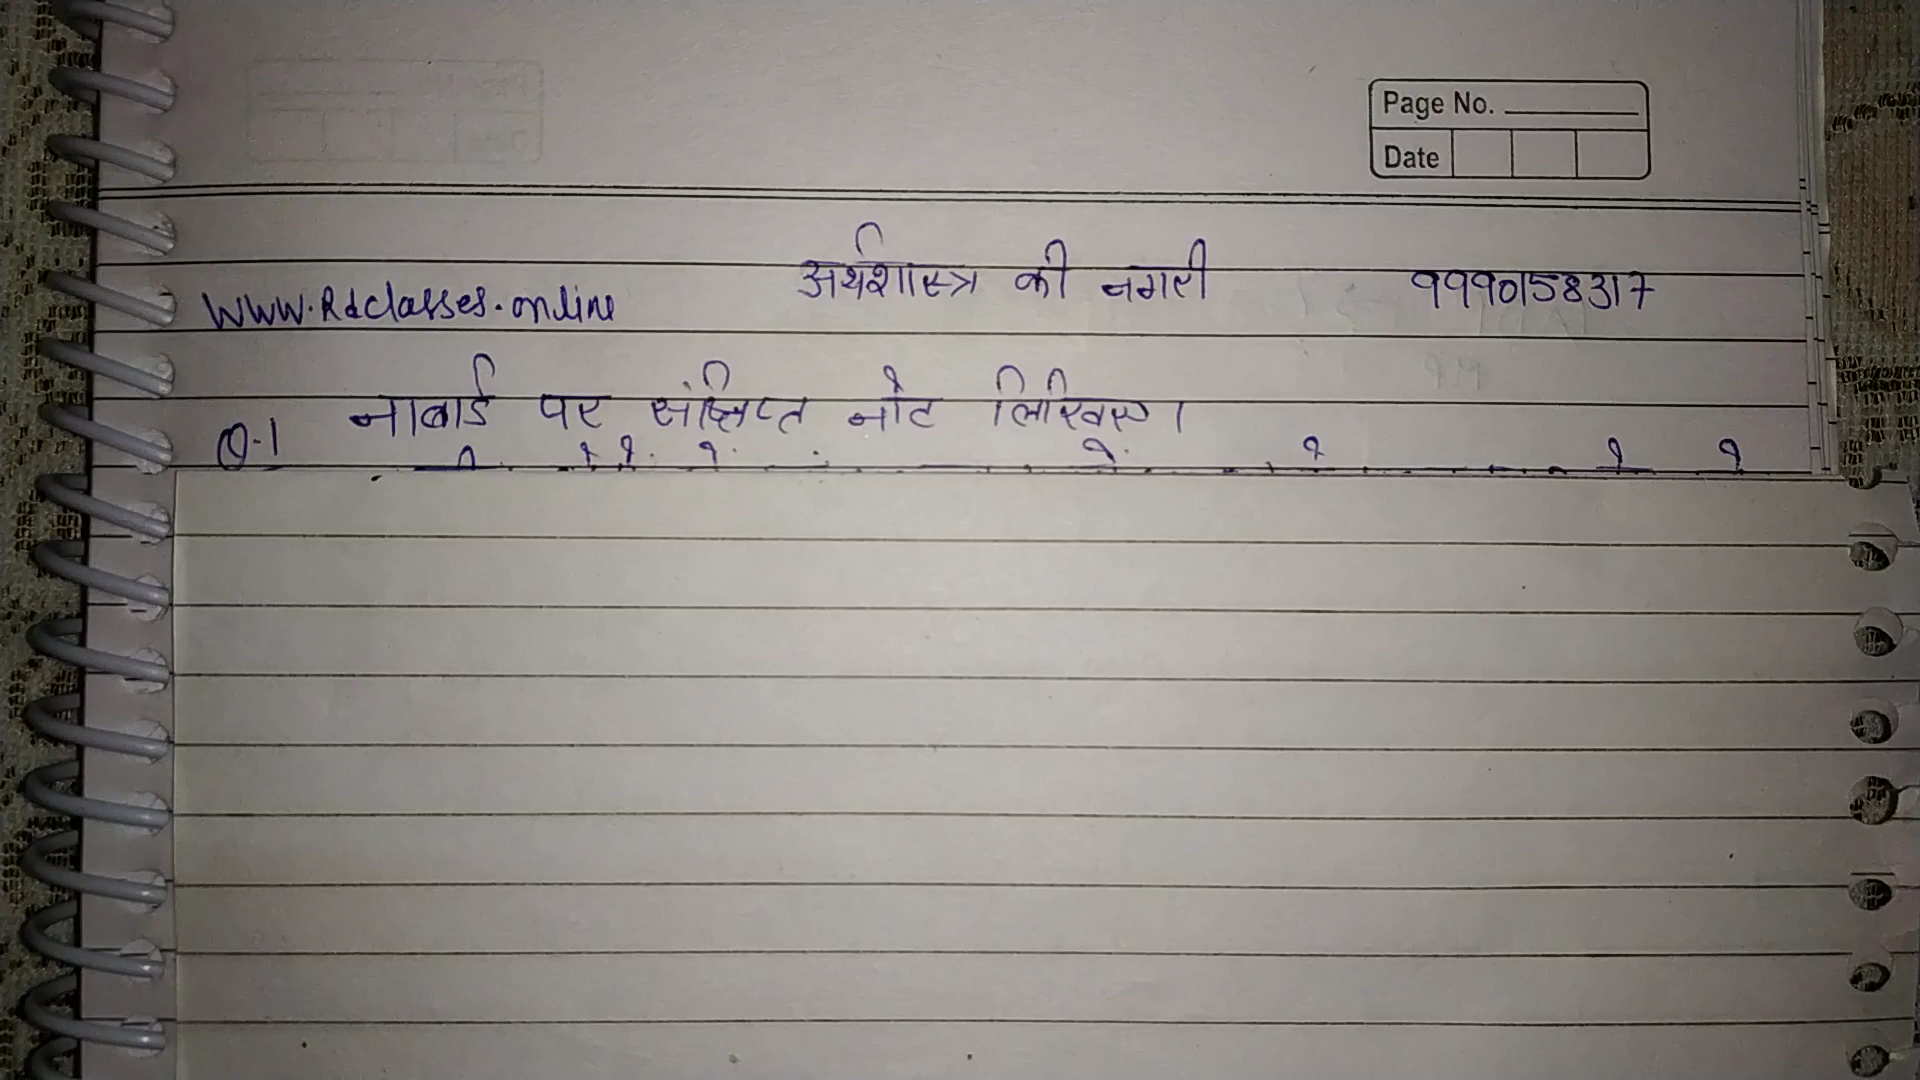 Page No.
Date
www.Rdclasses.online अर्थशास्त्र की नगरी 9990158317
Q.1 नाबार्ड पर संक्षिप्त नोट लिखिए।